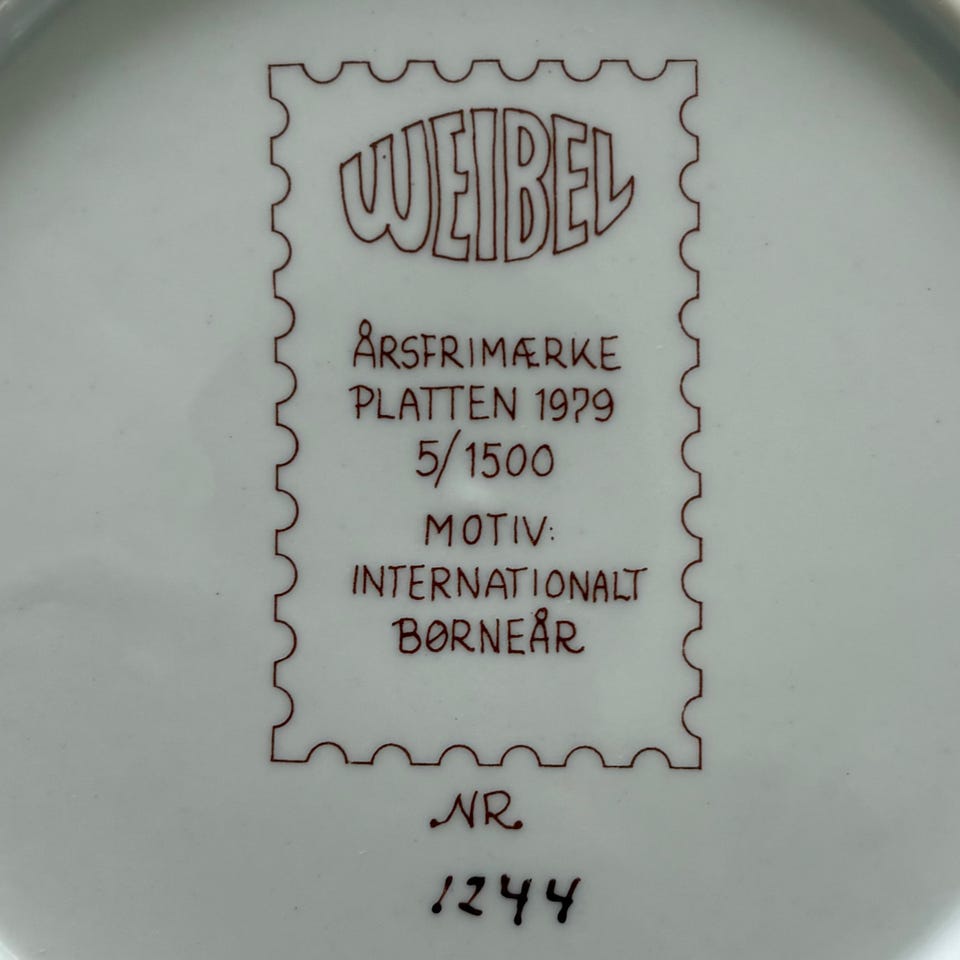 WEIBEL
ÅRSFRIMÆRKE
PLATTEN 1979
5/1500
MOTIV:
INTERNATIONALT
BØRNEÅR
NR
1244